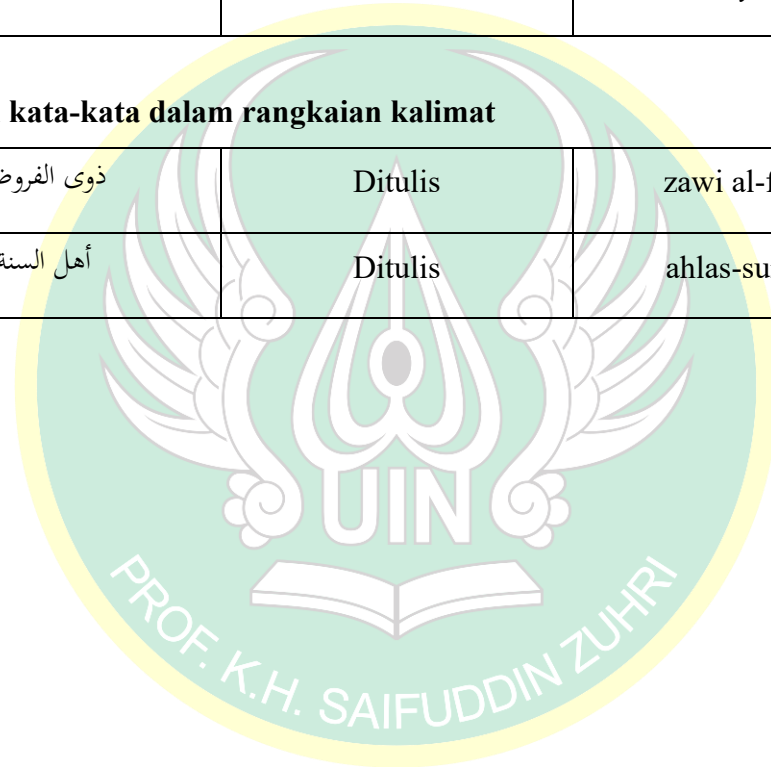 kata-kata dalam rangkaian kalimat
ذوى الفروض Ditulis zawi al-f
أهل السنة Ditulis ahlas-su
UIN
PROF. K.H. SAIFUDDIN ZUHRI